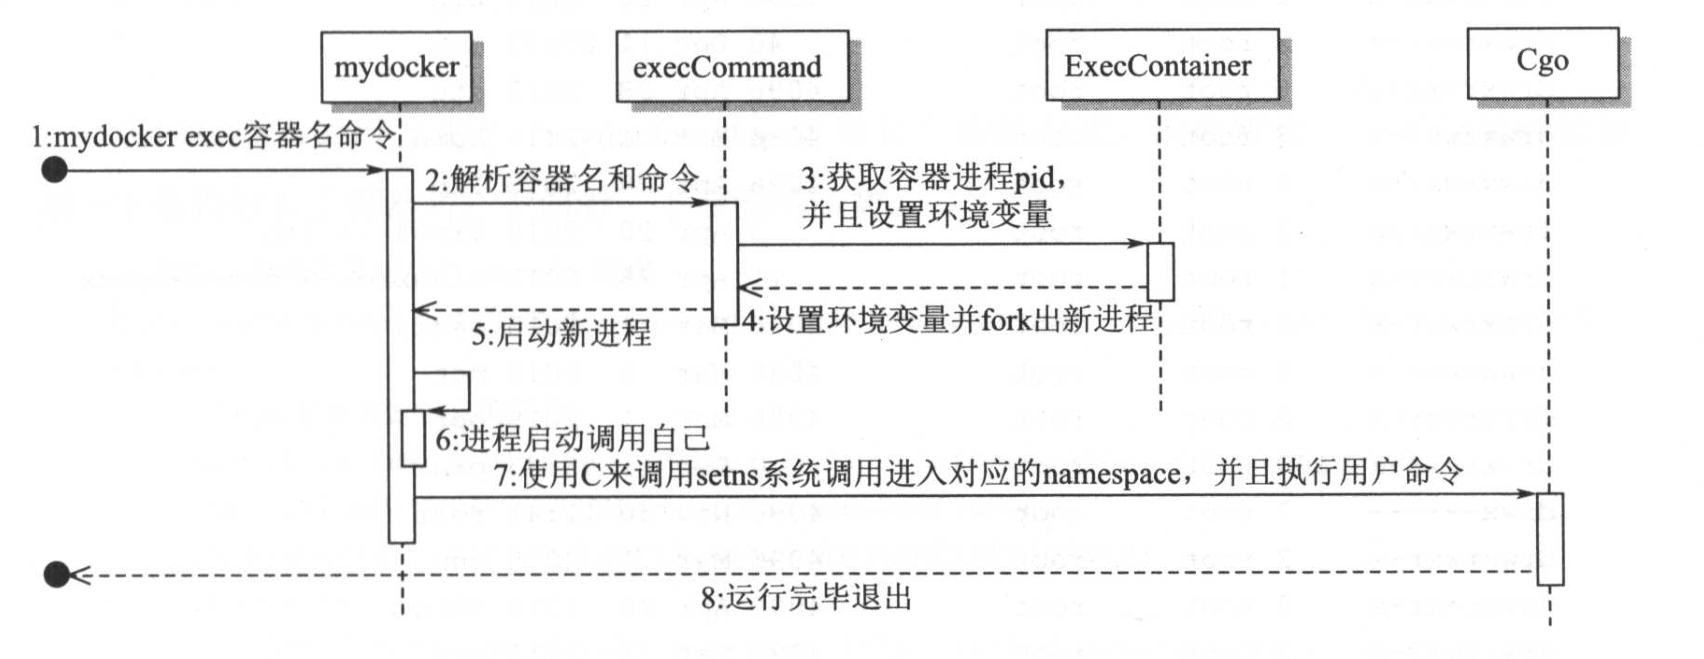 mydocker
execCommand
ExecContainer
Cgo
1:mydocker exec容器名命令
2:解析容器名和命令
3:获取容器进程pid，
并且设置环境变量
4:设置环境变量并fork出新进程
5:启动新进程
6:进程启动调用自己
7:使用C来调用setns系统调用进入对应的namespace，并且执行用户命令
8:运行完毕退出